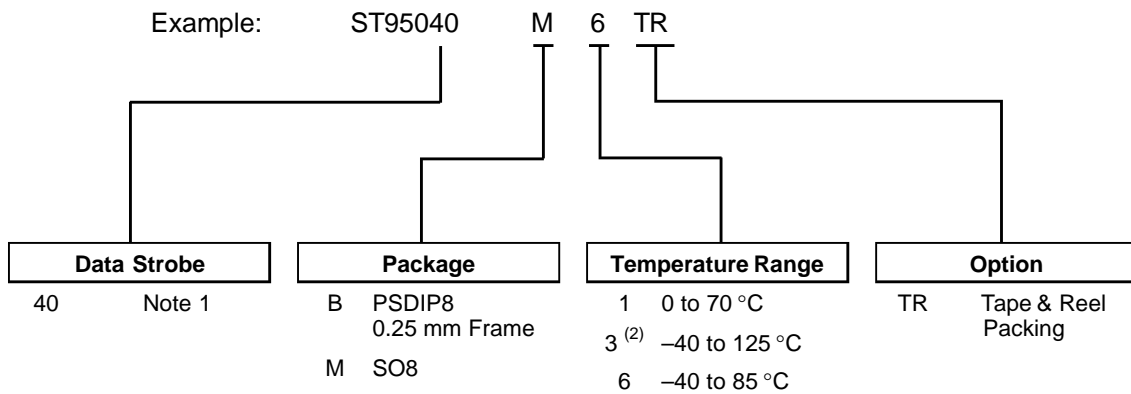 Example: ST95040 M 6 TR
Data Strobe
40 Note 1
Package
B PSDIP8
0.25 mm Frame
M SO8
Temperature Range
1 0 to 70 °C
3 (2) –40 to 125 °C
6 –40 to 85 °C
Option
TR Tape & Reel
Packing